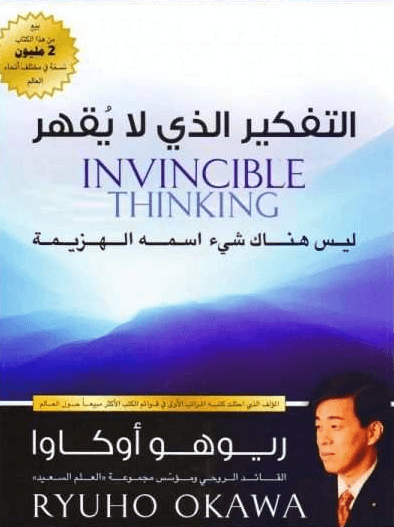 بيع
من هذا الكتاب
2 مليون
نسخة في مختلف أنحاء
العالم
التفكير الذي لا يُقهر
INVINCIBLE
THINKING
ليس هناك شيء اسمه الهزيمة
المؤلف الذي احتلت كتبه المراتب الأولى في قوائم الكتب الأكثر مبيعاً حول العالم
ريوهو أوكاوا
القائد الروحي ومؤسّس مجموعة «العلم السعيد»
RYUHO OKAWA